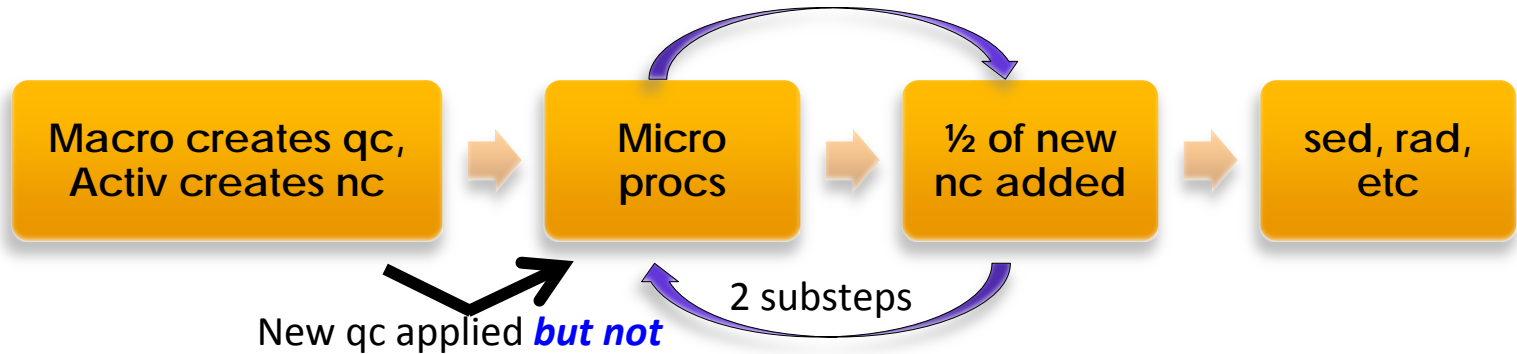 Macro creates qc,
Activ creates nc
Micro
procs
½ of new
nc added
sed, rad,
etc
2 substeps
New qc applied but not